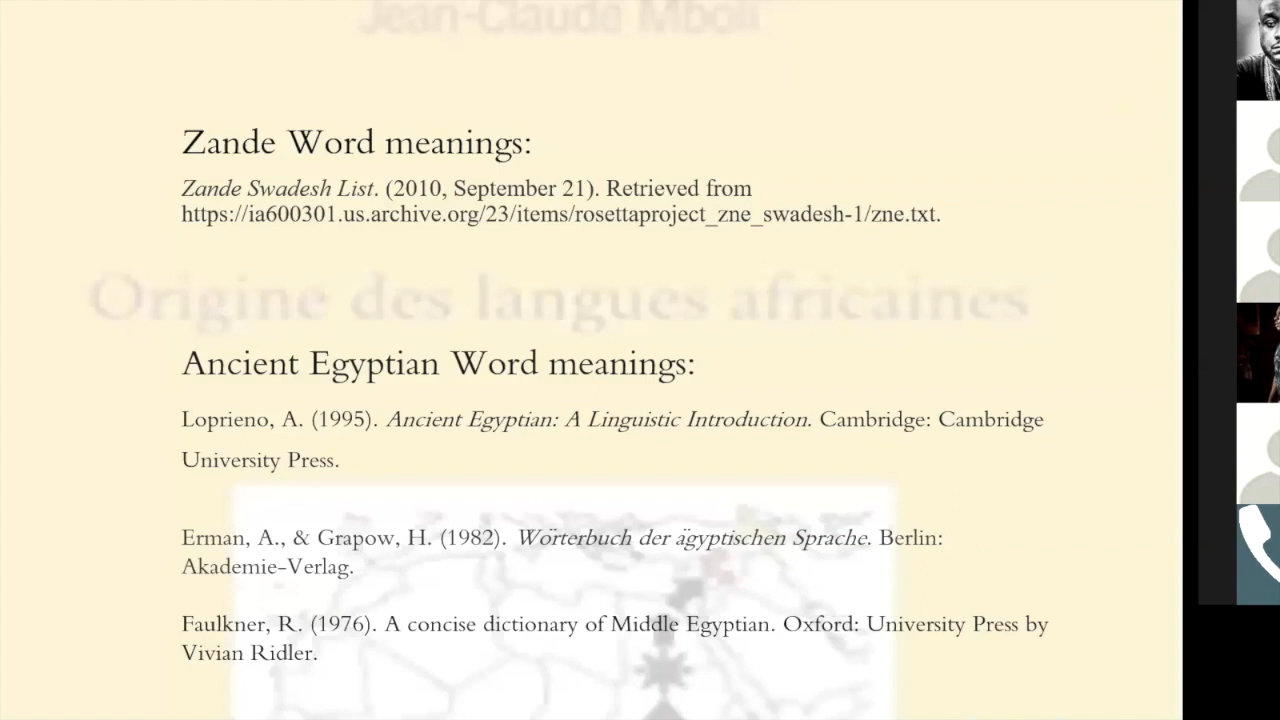 Jean-Claude Mboli
Zande Word meanings:
Zande Swadesh List. (2010, September 21). Retrieved from
https://ia600301.us.archive.org/23/items/rosettaproject_zne_swadesh-1/zne.txt.
Origine des langues africaines
Ancient Egyptian Word meanings:
Loprieno, A. (1995). Ancient Egyptian: A Linguistic Introduction. Cambridge: Cambridge
University Press.
Erman, A., & Grapow, H. (1982). Wörterbuch der ägyptischen Sprache. Berlin:
Akademie-Verlag.
Faulkner, R. (1976). A concise dictionary of Middle Egyptian. Oxford: University Press by
Vivian Ridler.